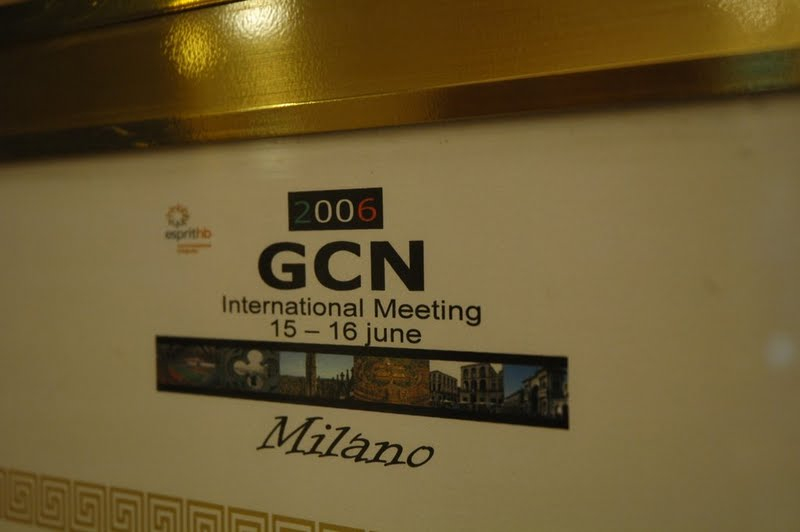 2006
esprithb
GCN
International Meeting
15 – 16 june
Milano